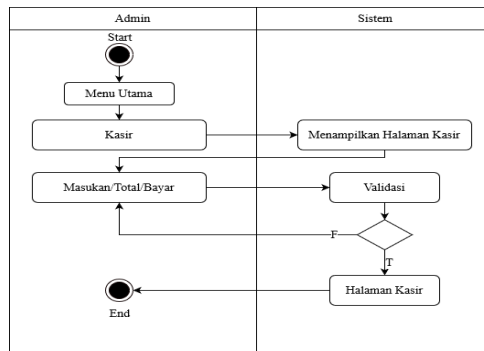 Admin
Sistem
Start
Menu Utama
Kasir
Menampilkan Halaman Kasir
Masukan/Total/Bayar
Validasi
F
T
Halaman Kasir
End